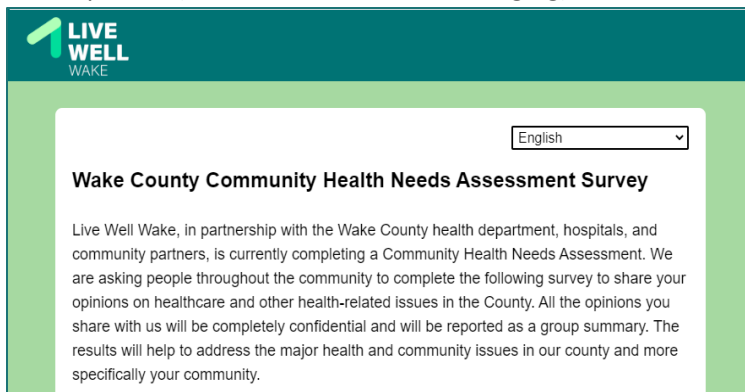 LIVE
WELL
WAKE
English
Wake County Community Health Needs Assessment Survey
Live Well Wake, in partnership with the Wake County health department, hospitals, and
community partners, is currently completing a Community Health Needs Assessment. We
are asking people throughout the community to complete the following survey to share your
opinions on healthcare and other health-related issues in the County. All the opinions you
share with us will be completely confidential and will be reported as a group summary. The
results will help to address the major health and community issues in our county and more
specifically your community.